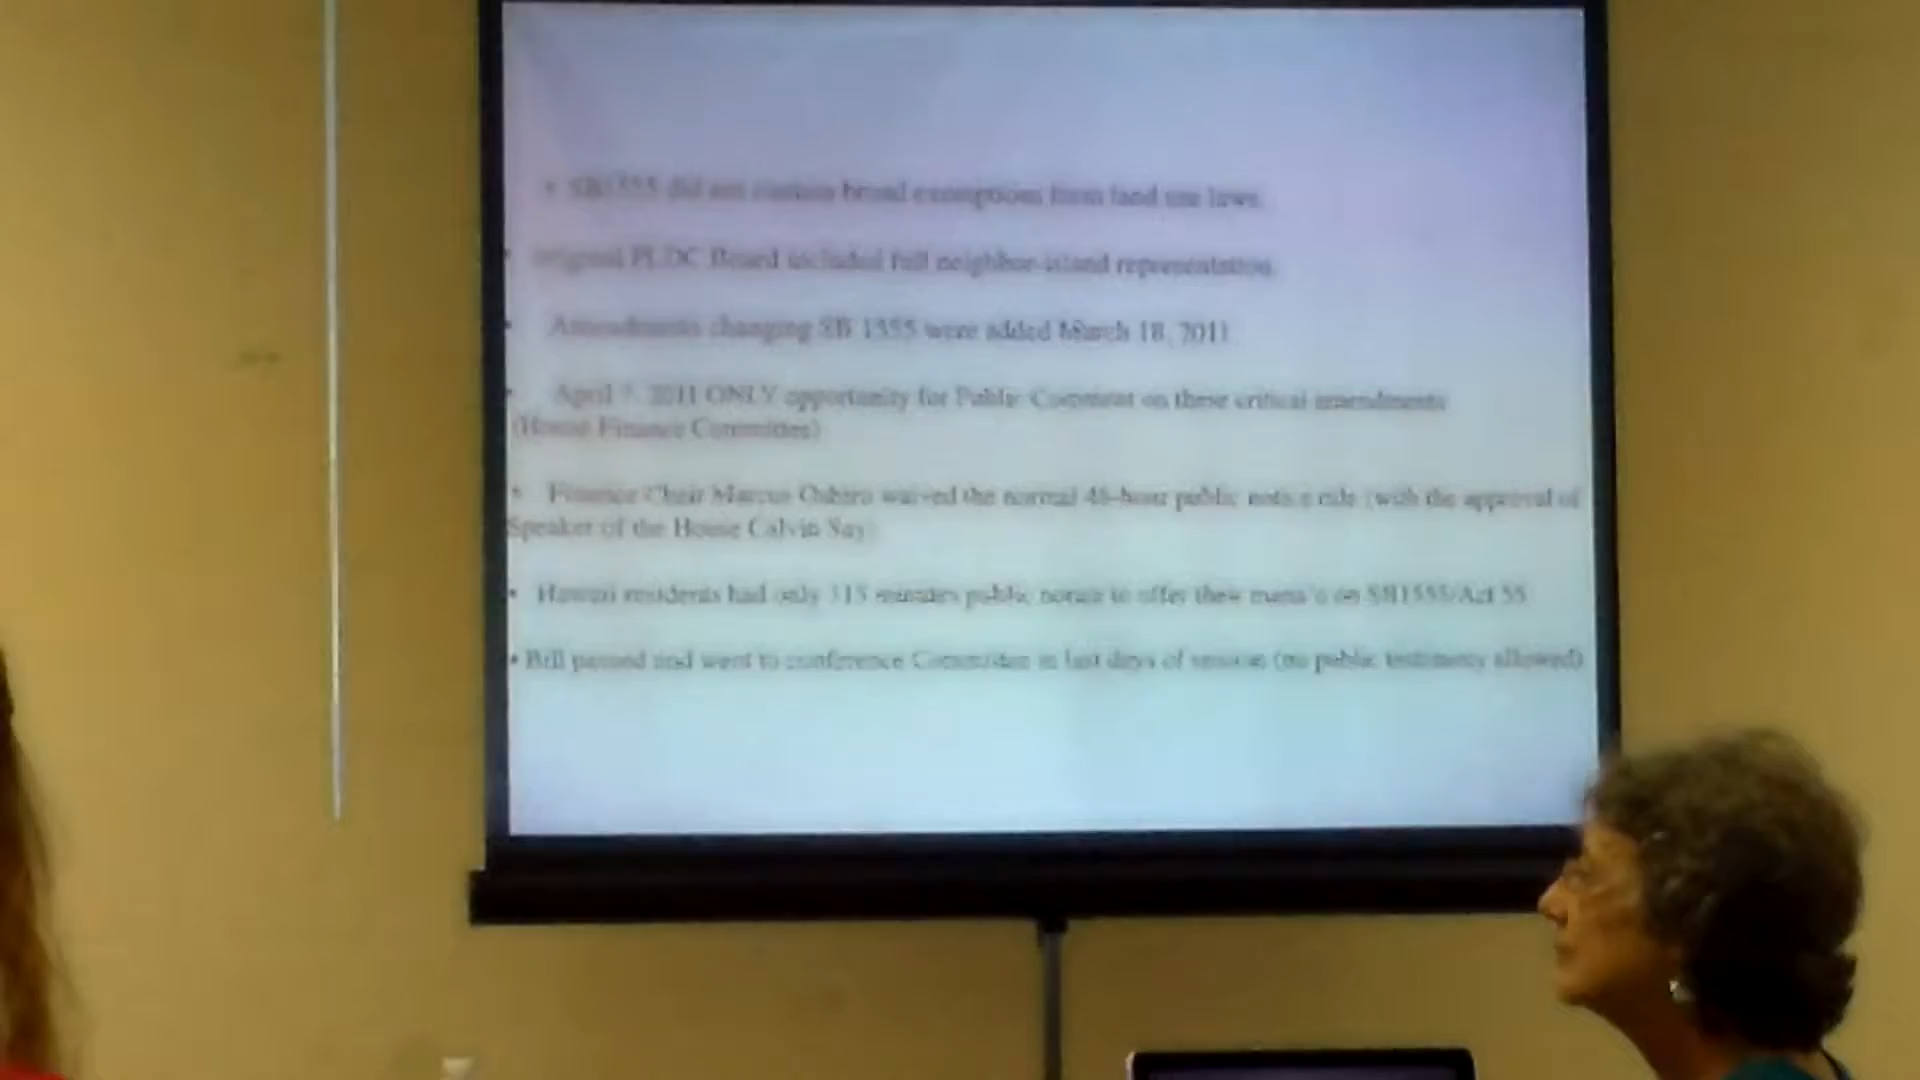 • SB1555 did not contain broad exemptions from land use laws.
• original PLDC Board included full neighbor-island representation
• Amendments changing SB 1555 were added March 18, 2011
• April 7, 2011 ONLY opportunity for Public Comment on these critical amendments
(House Finance Committee)
• Finance Chair Marcus Oshiro waived the normal 48-hour public notice rule (with the approval of
Speaker of the House Calvin Say)
• Hawaii residents had only 315 minutes public notice to offer their mana'o on SB1555/Act 55
• Bill passed and went to conference Committee in last days of session (no public testimony allowed)